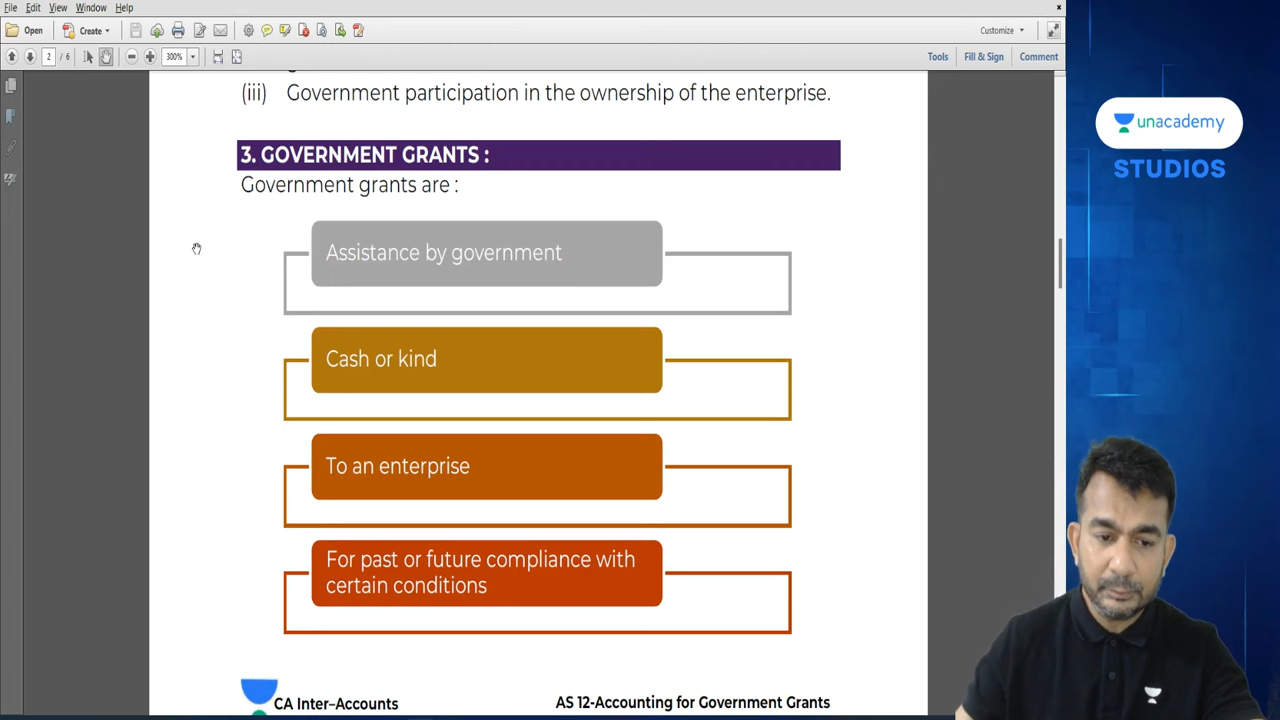 File Edit View Window Help
Open Create Customize
2 / 6 300% Tools Fill & Sign Comment
(iii) Government participation in the ownership of the enterprise.
unacademy
STUDIOS
3. GOVERNMENT GRANTS :
Government grants are :
Assistance by government
Cash or kind
To an enterprise
For past or future compliance with
certain conditions
CA Inter–Accounts AS 12-Accounting for Government Grants